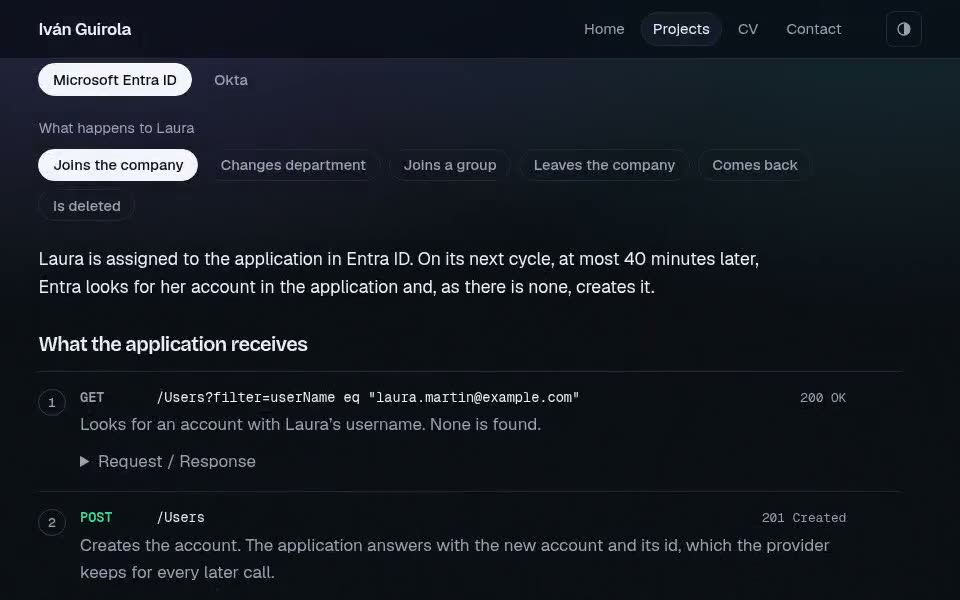 Iván Guirola
Home Projects CV Contact
Microsoft Entra ID Okta
What happens to Laura
Joins the company Changes department Joins a group Leaves the company Comes back
Is deleted
Laura is assigned to the application in Entra ID. On its next cycle, at most 40 minutes later,
Entra looks for her account in the application and, as there is none, creates it.
What the application receives
1 GET /Users?filter=userName eq "laura.martin@example.com" 200 OK
Looks for an account with Laura’s username. None is found.
Request / Response
2 POST /Users 201 Created
Creates the account. The application answers with the new account and its id, which the provider
keeps for every later call.